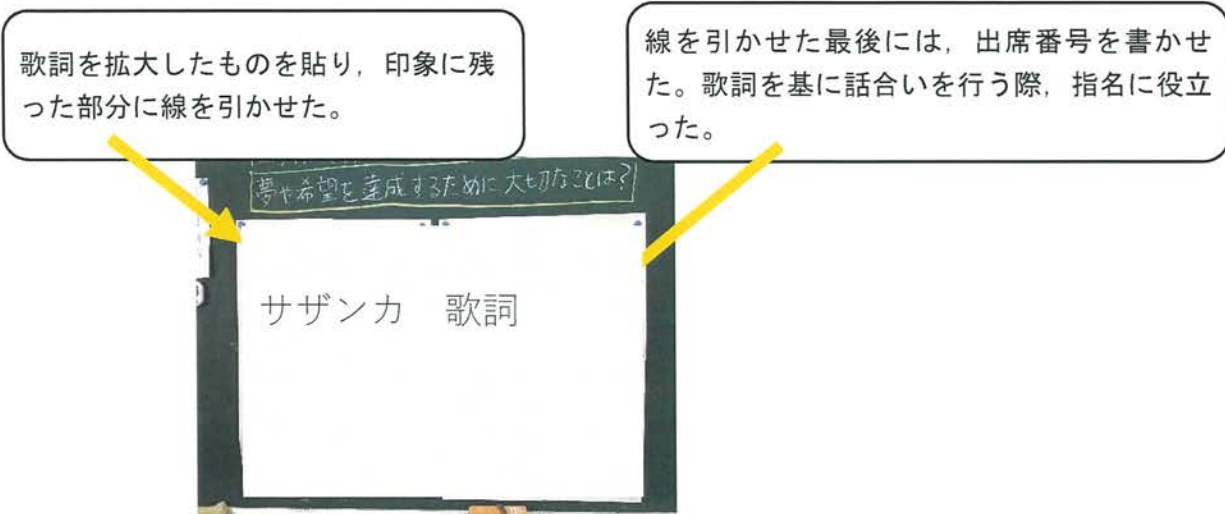 歌詞を拡大したものを貼り，印象に残
った部分に線を引かせた。
線を引かせた最後には，出席番号を書かせ
た。歌詞を基に話合いを行う際，指名に役立
った。
夢や希望を達成するために大切なことは?
サザンカ　歌詞